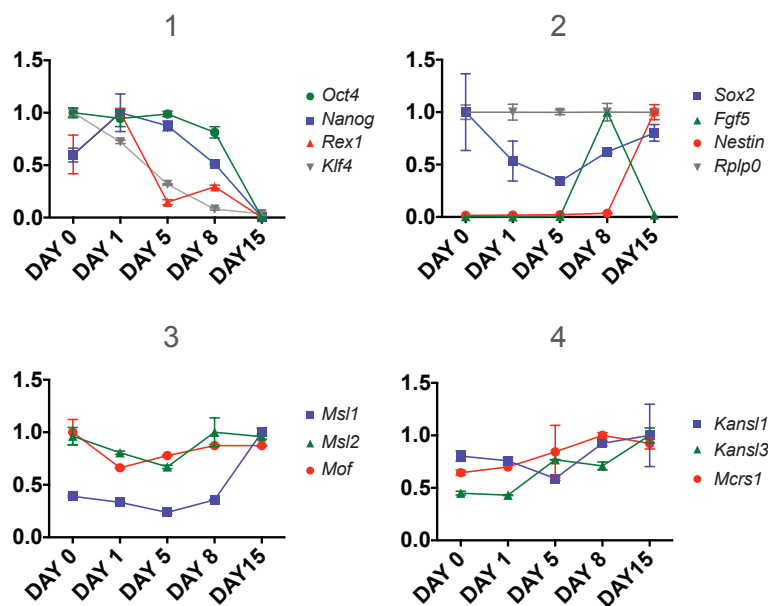 1
1.5
1.0
0.5
0.0
DAY 0
DAY 1
DAY 5
DAY 8
DAY15
Oct4
Nanog
Rex1
Klf4
2
1.5
1.0
0.5
0.0
DAY 0
DAY 1
DAY 5
DAY 8
DAY15
Sox2
Fgf5
Nestin
Rplp0
3
1.5
1.0
0.5
0.0
DAY 0
DAY 1
DAY 5
DAY 8
DAY15
Msl1
Msl2
Mof
4
1.5
1.0
0.5
0.0
DAY 0
DAY 1
DAY 5
DAY 8
DAY15
Kansl1
Kansl3
Mcrs1